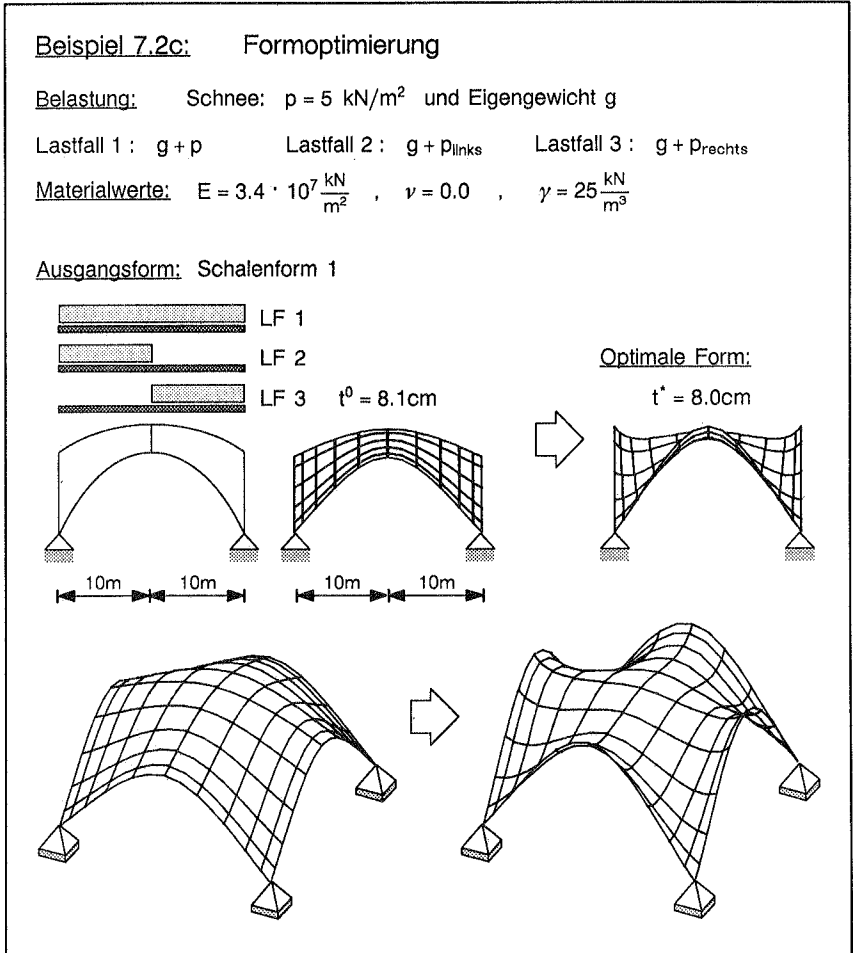 Beispiel 7.2c: Formoptimierung
Belastung: Schnee: p = 5 kN/m² und Eigengewicht g
Lastfall 1 : g + p Lastfall 2 : g + p_links Lastfall 3 : g + p_rechts
Materialwerte: E = 3.4 · 10⁷ kN/m² , ν = 0.0 , γ = 25 kN/m³
Ausgangsform: Schalenform 1
LF 1
LF 2
LF 3 t⁰ = 8.1cm
Optimale Form:
t* = 8.0cm
10m 10m 10m 10m